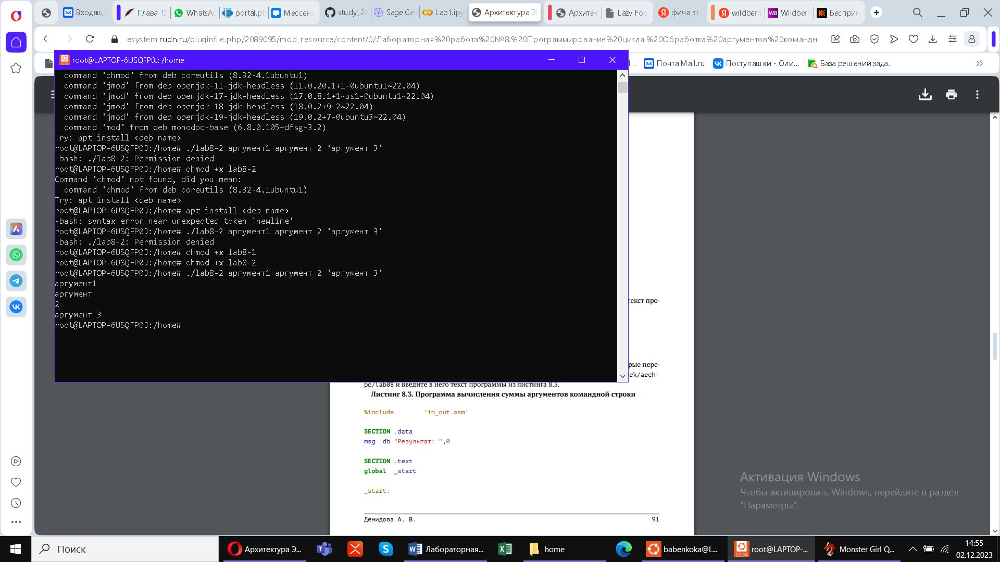 Входящи
Глава 13
WhatsAp
portal.pf
Мессенд
study_20
Sage Cel
Lab1.ipy
Архитектура Э
Архитек
Lazy Foo
фича эт
wildberri
Wildberr
Бесприн
esystem.rudn.ru/pluginfile.php/2089095/mod_resource/content/0/Лабораторная%20работа%20№8.%20Программирование%20цикла.%20Обработка%20аргументов%20командн
root@LAPTOP-6USQFP0J: /home
d...
Почта Mail.ru
Поступашки - Оли...
База решений зада...
command 'chmod' from deb coreutils (8.32-4.1ubuntu1)
command 'jmod' from deb openjdk-11-jdk-headless (11.0.20.1+1-0ubuntu1~22.04)
command 'jmod' from deb openjdk-17-jdk-headless (17.0.8.1+1~us1-0ubuntu1~22.04)
command 'jmod' from deb openjdk-18-jdk-headless (18.0.2+9-2~22.04)
command 'jmod' from deb openjdk-19-jdk-headless (19.0.2+7-0ubuntu3~22.04)
command 'mod' from deb monodoc-base (6.8.0.105+dfsg-3.2)
Try: apt install <deb name>
root@LAPTOP-6USQFP0J:/home# ./lab8-2 аргумент1 аргумент 2 'аргумент 3'
-bash: ./lab8-2: Permission denied
root@LAPTOP-6USQFP0J:/home# chmod +x lab8-2
Command 'chmod' not found, did you mean:
command 'chmod' from deb coreutils (8.32-4.1ubuntu1)
Try: apt install <deb name>
root@LAPTOP-6USQFP0J:/home# apt install <deb name>
-bash: syntax error near unexpected token `newline'
root@LAPTOP-6USQFP0J:/home# ./lab8-2 аргумент1 аргумент 2 'аргумент 3'
-bash: ./lab8-2: Permission denied
root@LAPTOP-6USQFP0J:/home# chmod +x lab8-1
root@LAPTOP-6USQFP0J:/home# chmod +x lab8-2
root@LAPTOP-6USQFP0J:/home# ./lab8-2 аргумент1 аргумент 2 'аргумент 3'
аргумент1
аргумент
2
аргумент 3
root@LAPTOP-6USQFP0J:/home#
текст про-
рые пере-
rk/arch-
pc/lab08 и введите в него текст программы из листинга 8.3.
Листинг 8.3. Программа вычисления суммы аргументов командной строки
%include 'in_out.asm'
SECTION .data
msg db "Результат: ",0
SECTION .text
global _start
_start:
Демидова А. В. 91
Активация Windows
Чтобы активировать Windows, перейдите в раздел
"Параметры".
Поиск
Архитектура Э...
Лабораторная...
home
babenkoka@L...
22.04
root@LAPTOP-...
Monster Girl Q...
14:55
02.12.2023